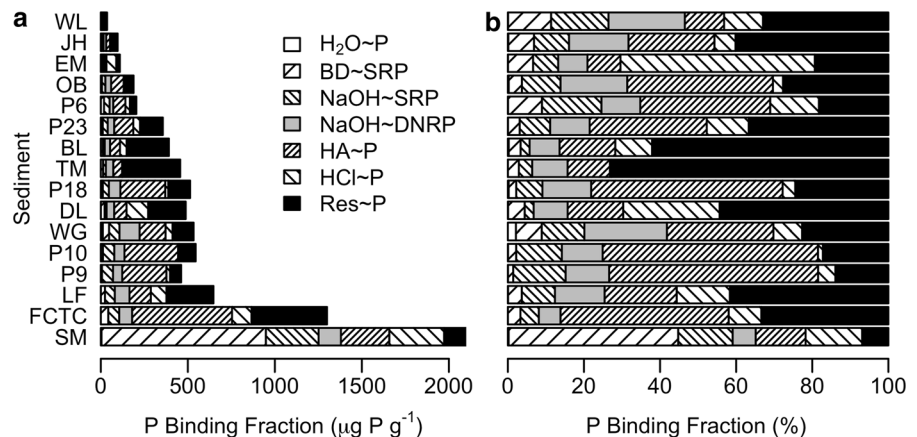 a
b
Sediment
WL
JH
EM
OB
P6
P23
BL
TM
P18
DL
WG
P10
P9
LF
FCTC
SM
H₂O~P
BD~SRP
NaOH~SRP
NaOH~DNRP
HA~P
HCl~P
Res~P
0 500 1000 1500 2000
0 20 40 60 80 100
P Binding Fraction (μg P g⁻¹)
P Binding Fraction (%)